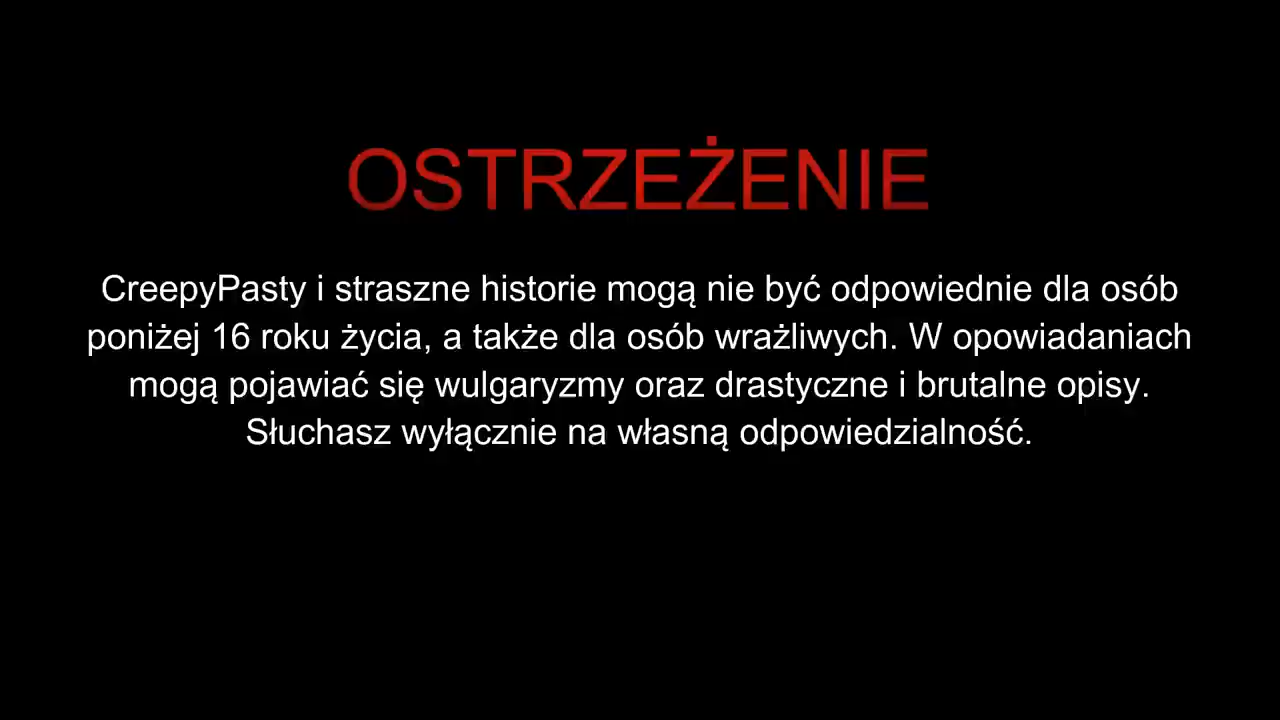 OSTRZEŻENIE
CreepyPasty i straszne historie mogą nie być odpowiednie dla osób
poniżej 16 roku życia, a także dla osób wrażliwych. W opowiadaniach
mogą pojawiać się wulgaryzmy oraz drastyczne i brutalne opisy.
Słuchasz wyłącznie na własną odpowiedzialność.